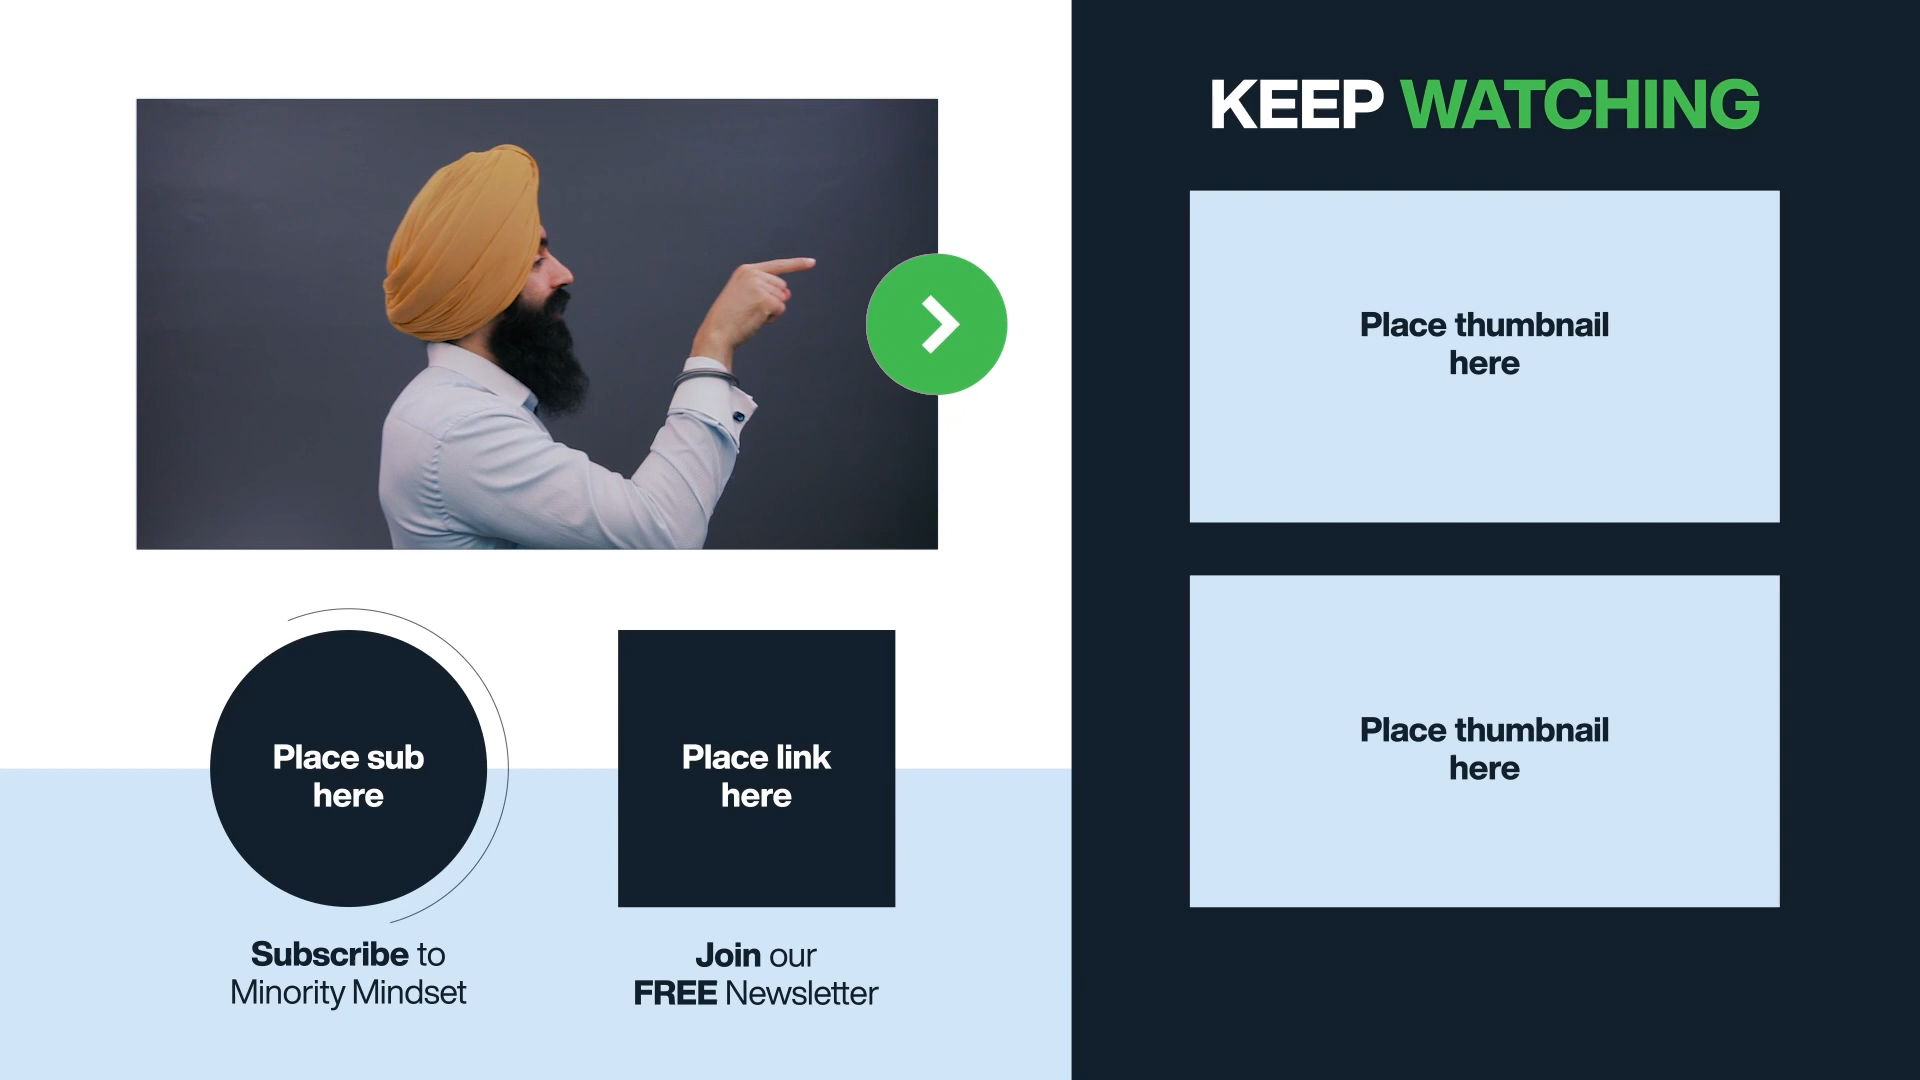 KEEP WATCHING
Place thumbnail
here
Place thumbnail
here
Place sub
here
Subscribe to
Minority Mindset
Place link
here
Join our
FREE Newsletter